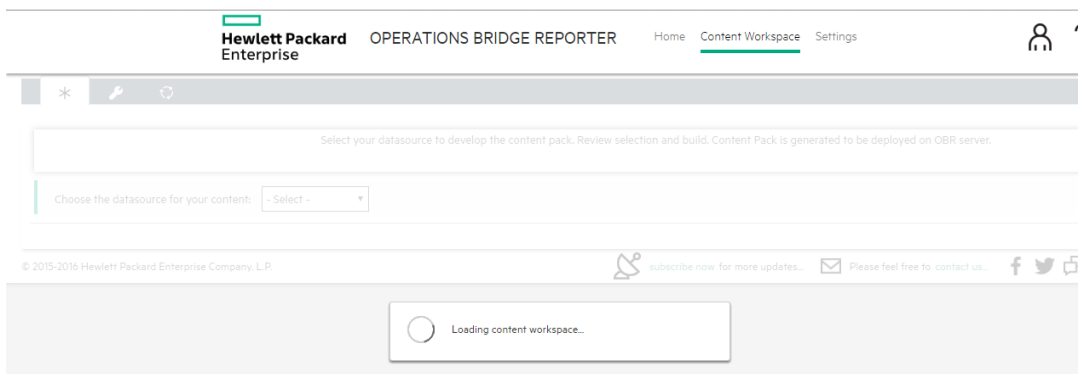 Hewlett Packard
Enterprise
OPERATIONS BRIDGE REPORTER
Home Content Workspace Settings
Select your datasource to develop the content pack. Review selection and build. Content Pack is generated to be deployed on OBR server.
Choose the datasource for your content: - Select -
© 2015-2016 Hewlett Packard Enterprise Company, L.P.
subscribe now for more updates... Please feel free to contact us...
Loading content workspace...